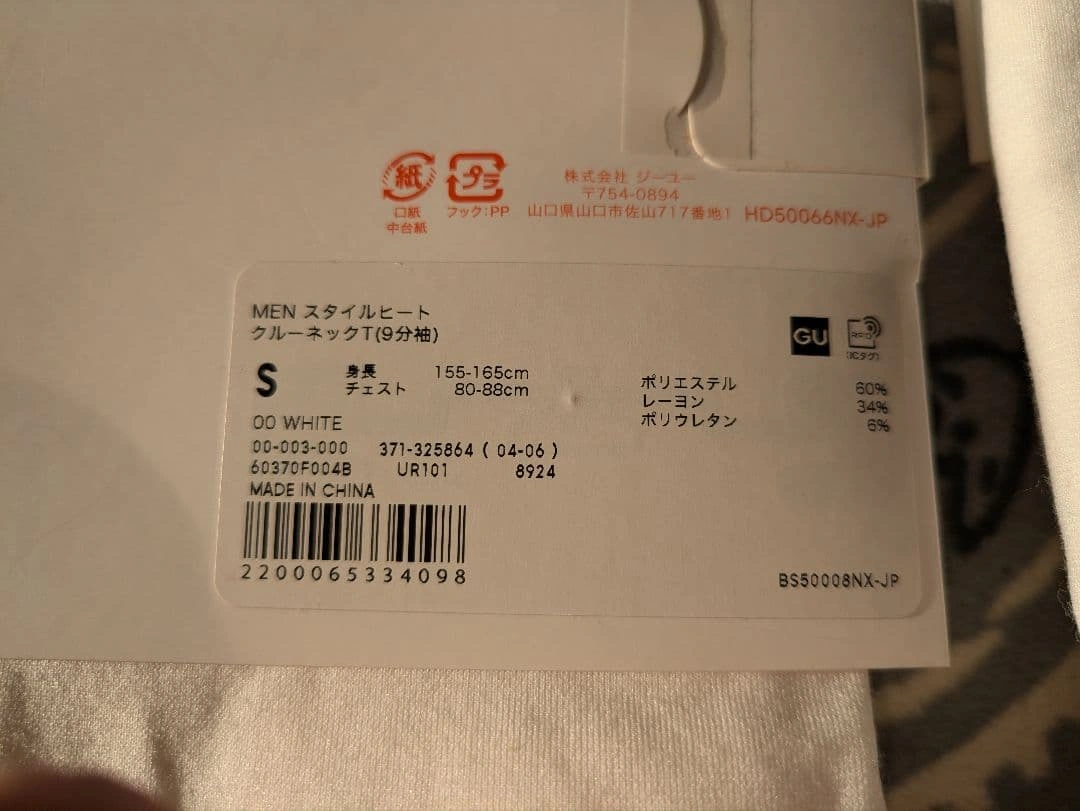 紙
プラ
口紙
中台紙
フック:PP
株式会社 ジーユー
〒754-0894
山口県山口市佐山717番地1
HD50066NX-JP
MEN スタイルヒート
クルーネックT(9分袖)
GU
RFID
(ICタグ)
S
身長 155-165cm
チェスト 80-88cm
ポリエステル 60%
レーヨン 34%
ポリウレタン 6%
00 WHITE
00-003-000 371-325864 ( 04-06 )
60370F004B UR101 8924
MADE IN CHINA
2200065334098
BS50008NX-JP